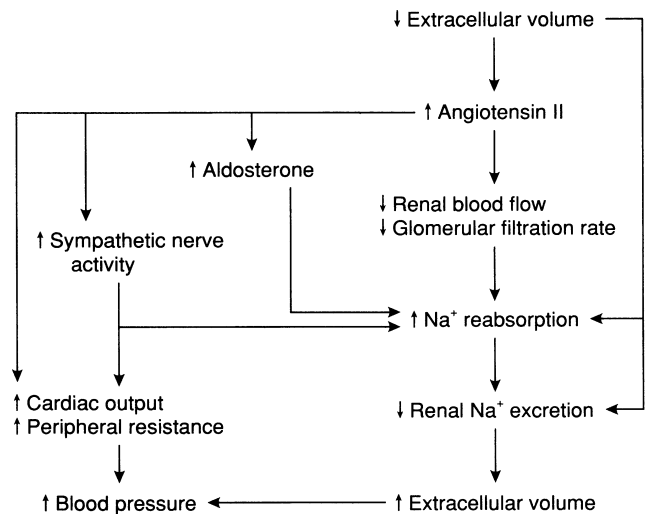 ↓ Extracellular volume
↑ Angiotensin II
↑ Aldosterone
↓ Renal blood flow
↓ Glomerular filtration rate
↑ Sympathetic nerve
activity
↑ Na⁺ reabsorption
↑ Cardiac output
↑ Peripheral resistance
↓ Renal Na⁺ excretion
↑ Blood pressure
↑ Extracellular volume